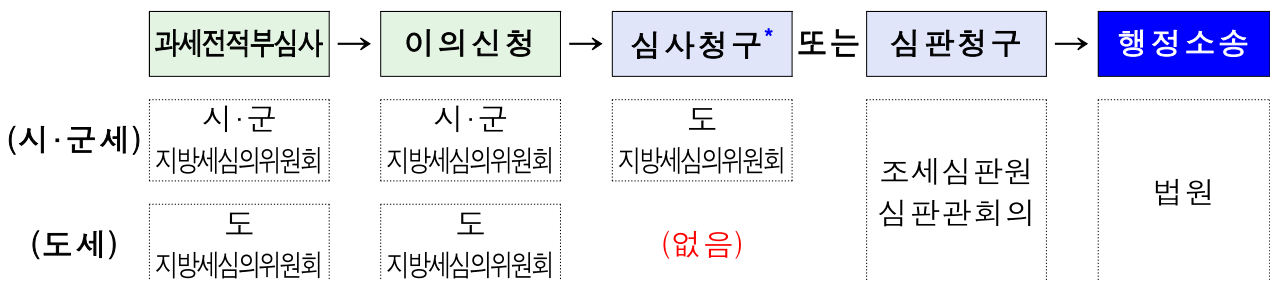 과세전적부심사 → 이의신청 → 심사청구* 또는 심판청구 → 행정소송
(시·군세)
시·군
지방세심의위원회
시·군
지방세심의위원회
도
지방세심의위원회
조세심판원
심판관회의
법원
(도세)
도
지방세심의위원회
도
지방세심의위원회
(없음)